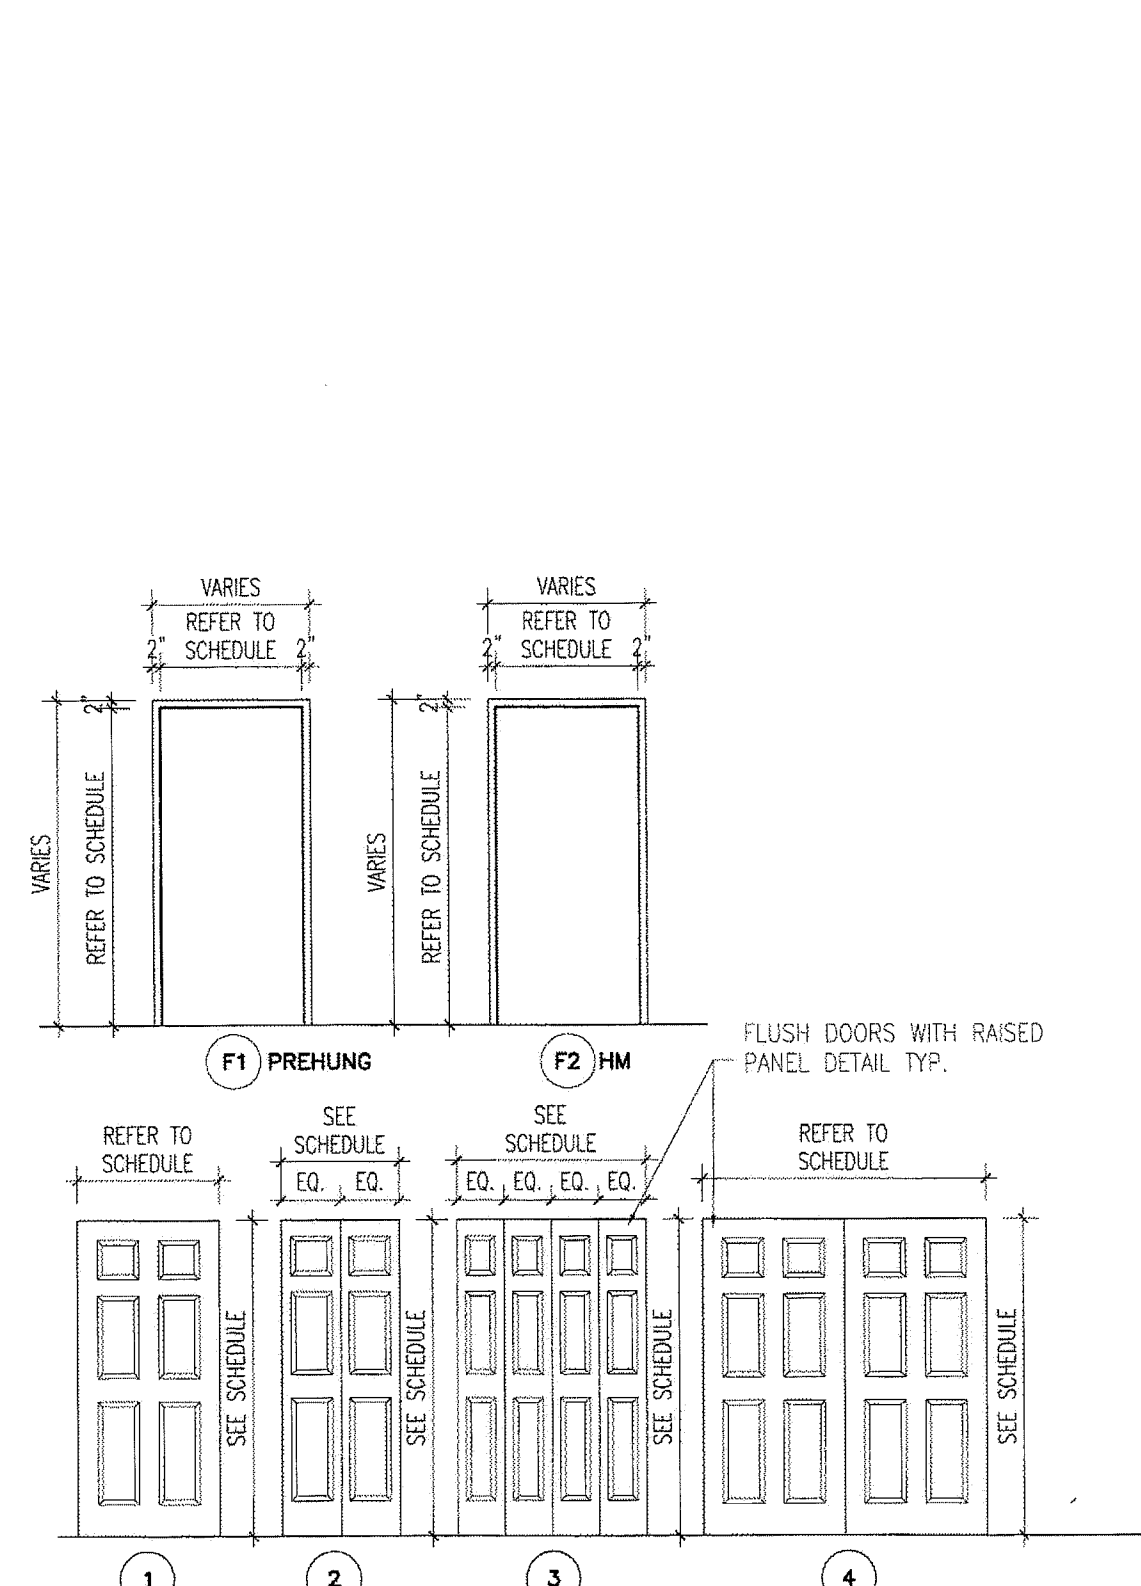 VARIES
REFER TO
SCHEDULE
2"
2"
2"
VARIES
REFER TO SCHEDULE
F1 PREHUNG
VARIES
REFER TO
SCHEDULE
2"
2"
2"
VARIES
REFER TO SCHEDULE
F2 HM
FLUSH DOORS WITH RAISED
PANEL DETAIL TYP.
REFER TO
SCHEDULE
SEE SCHEDULE
1
SEE
SCHEDULE
EQ. EQ.
SEE SCHEDULE
2
SEE
SCHEDULE
EQ. EQ. EQ. EQ.
SEE SCHEDULE
3
REFER TO
SCHEDULE
SEE SCHEDULE
4